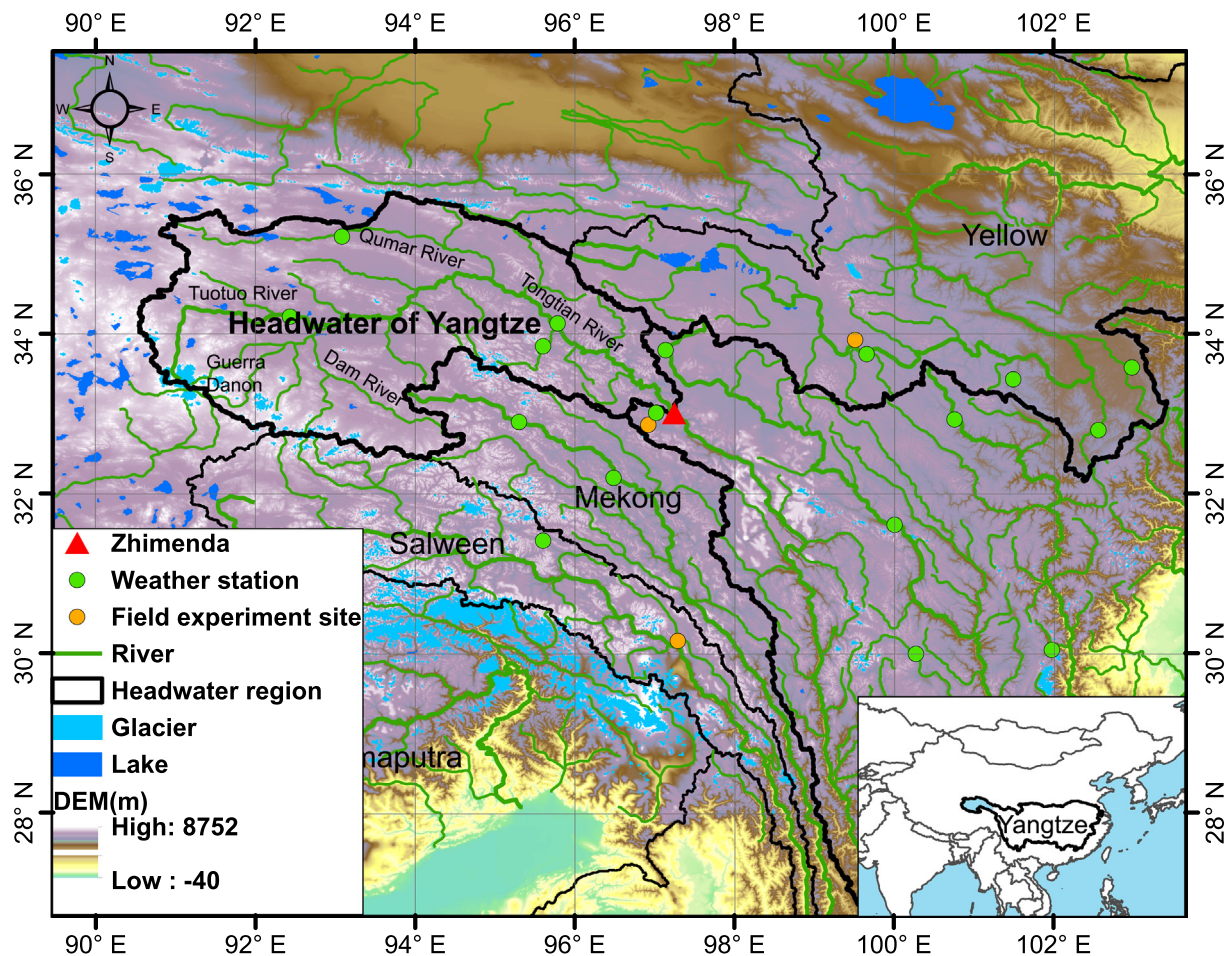 90° E 92° E 94° E 96° E 98° E 100° E 102° E
N
W E
S
36° N 36° N
Yellow
Qumar River
Tongtian River
Tuotuo River
Headwater of Yangtze
34° N 34° N
Guerra
Danon
Dam River
32° N 32° N
Mekong
Salween
Zhimenda
Weather station
Field experiment site
River
30° N 30° N
Headwater region
Glacier
Lake
maputra
DEM(m)
High: 8752
Low : -40
28° N 28° N
Yangtze
90° E 92° E 94° E 96° E 98° E 100° E 102° E